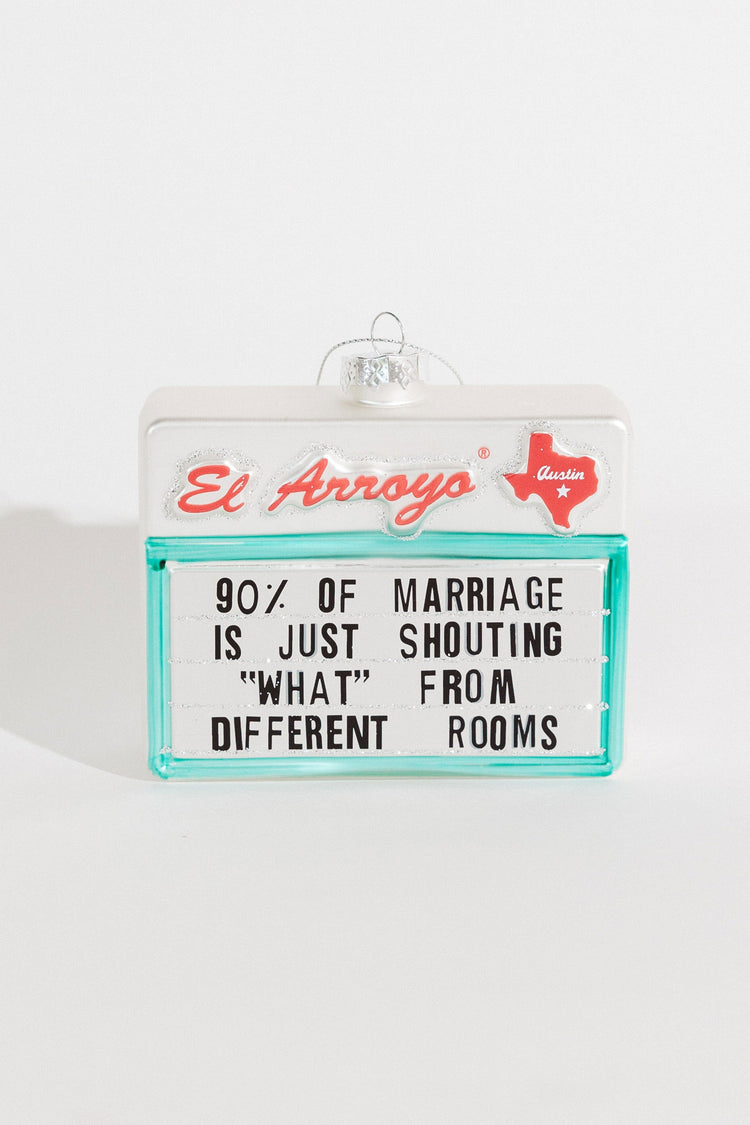 El Arroyo®
Austin
90% OF MARRIAGE
IS JUST SHOUTING
"WHAT" FROM
DIFFERENT ROOMS